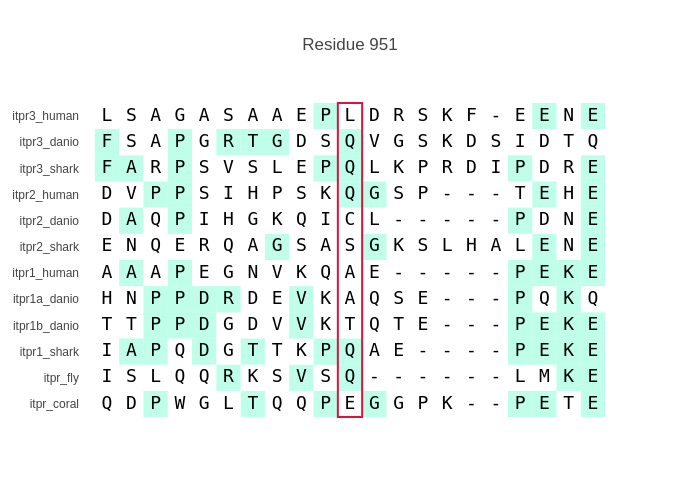 Residue 951
itpr3_human L S A G A S A A E P L D R S K F - E E N E
itpr3_danio F S A P G R T G D S Q V G S K D S I D T Q
itpr3_shark F A R P S V S L E P Q L K P R D I P D R E
itpr2_human D V P P S I H P S K Q G S P - - - T E H E
itpr2_danio D A Q P I H G K Q I C L - - - - - P D N E
itpr2_shark E N Q E R Q A G S A S G K S L H A L E N E
itpr1_human A A A P E G N V K Q A E - - - - - P E K E
itpr1a_danio H N P P D R D E V K A Q S E - - - P Q K Q
itpr1b_danio T T P P D G D V V K T Q T E - - - P E K E
itpr1_shark I A P Q D G T T K P Q A E - - - - P E K E
itpr_fly I S L Q Q R K S V S Q - - - - - - L M K E
itpr_coral Q D P W G L T Q Q P E G G P K - - P E T E